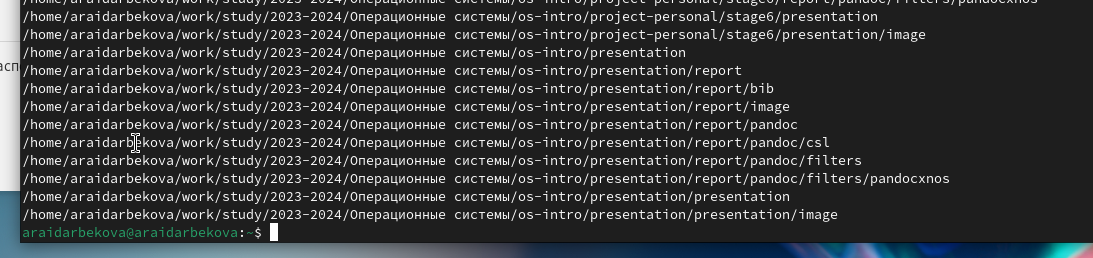 /home/araidarbekova/work/study/2023-2024/Операционные системы/os-intro/project-personal/stage6/report/pandoc/filters/pandocxnos
/home/araidarbekova/work/study/2023-2024/Операционные системы/os-intro/project-personal/stage6/presentation
/home/araidarbekova/work/study/2023-2024/Операционные системы/os-intro/project-personal/stage6/presentation/image
/home/araidarbekova/work/study/2023-2024/Операционные системы/os-intro/presentation
асп /home/araidarbekova/work/study/2023-2024/Операционные системы/os-intro/presentation/report
/home/araidarbekova/work/study/2023-2024/Операционные системы/os-intro/presentation/report/bib
/home/araidarbekova/work/study/2023-2024/Операционные системы/os-intro/presentation/report/image
/home/araidarbekova/work/study/2023-2024/Операционные системы/os-intro/presentation/report/pandoc
/home/araidarbekova/work/study/2023-2024/Операционные системы/os-intro/presentation/report/pandoc/csl
/home/araidarbekova/work/study/2023-2024/Операционные системы/os-intro/presentation/report/pandoc/filters
/home/araidarbekova/work/study/2023-2024/Операционные системы/os-intro/presentation/report/pandoc/filters/pandocxnos
/home/araidarbekova/work/study/2023-2024/Операционные системы/os-intro/presentation/presentation
/home/araidarbekova/work/study/2023-2024/Операционные системы/os-intro/presentation/presentation/image
araidarbekova@araidarbekova:~$